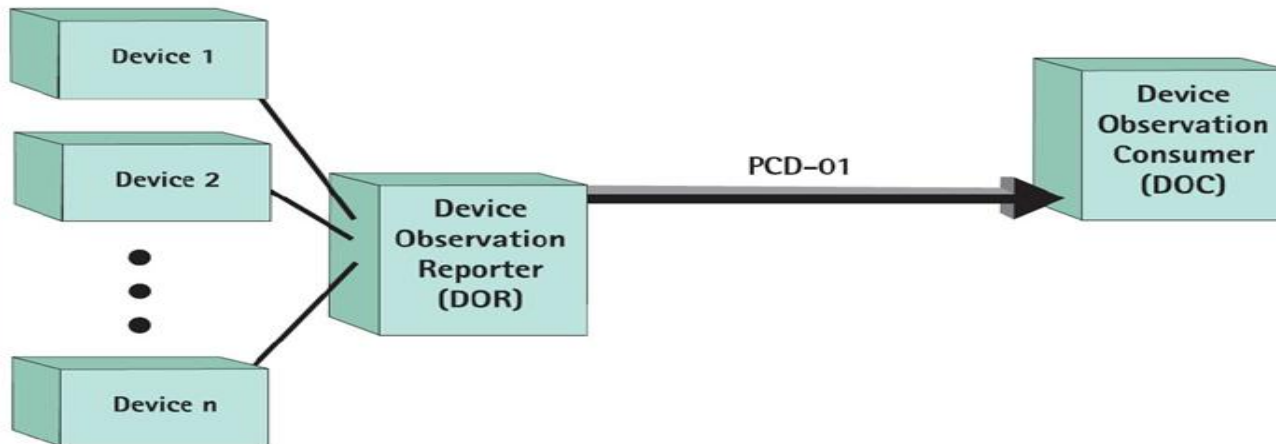 Device 1
Device 2
Device n
Device
Observation
Reporter
(DOR)
PCD-01
Device
Observation
Consumer
(DOC)